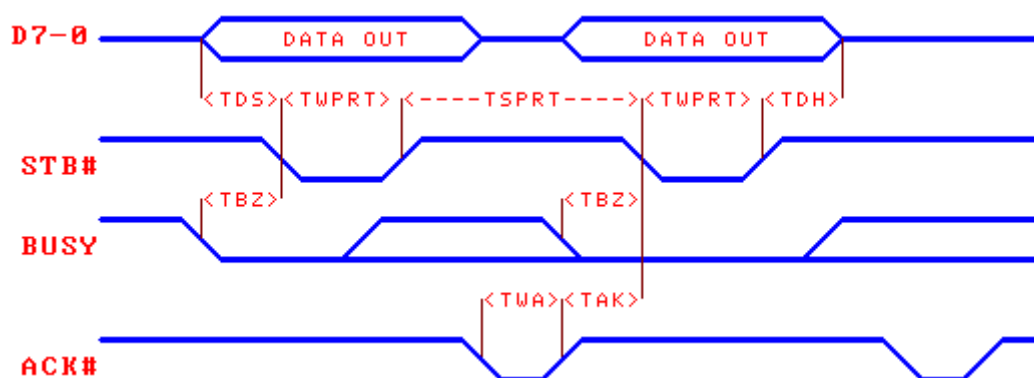 D7-0 DATA OUT DATA OUT
<TDS> <TWPRT> <----TSPRT----> <TWPRT> <TDH>
STB#
<TBZ> <TBZ>
BUSY
<TWA> <TAK>
ACK#